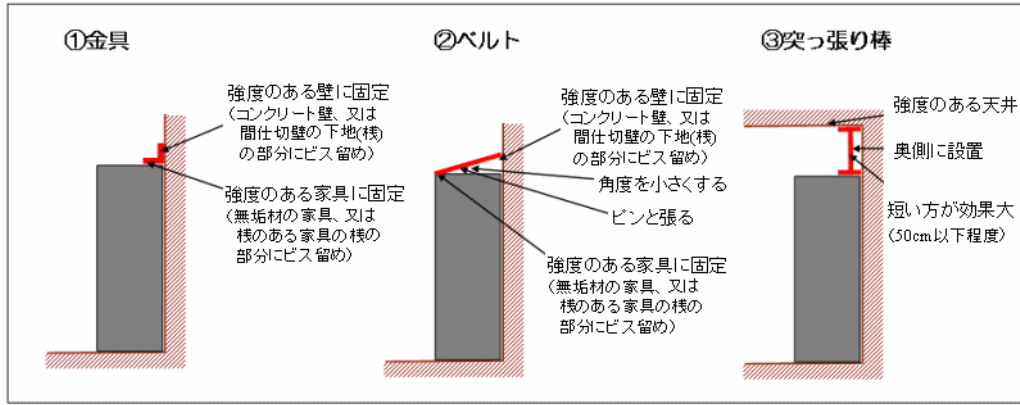 ①金具
強度のある壁に固定
(コンクリート壁、又は
間仕切壁の下地(桟)
の部分にビス留め)
強度のある家具に固定
(無垢材の家具、又は
桟のある家具の桟の
部分にビス留め)
②ベルト
強度のある壁に固定
(コンクリート壁、又は
間仕切壁の下地(桟)
の部分にビス留め)
角度を小さくする
ピンと張る
強度のある家具に固定
(無垢材の家具、又は
桟のある家具の桟の
部分にビス留め)
③突っ張り棒
強度のある天井
奥側に設置
短い方が効果大
(50cm以下程度)